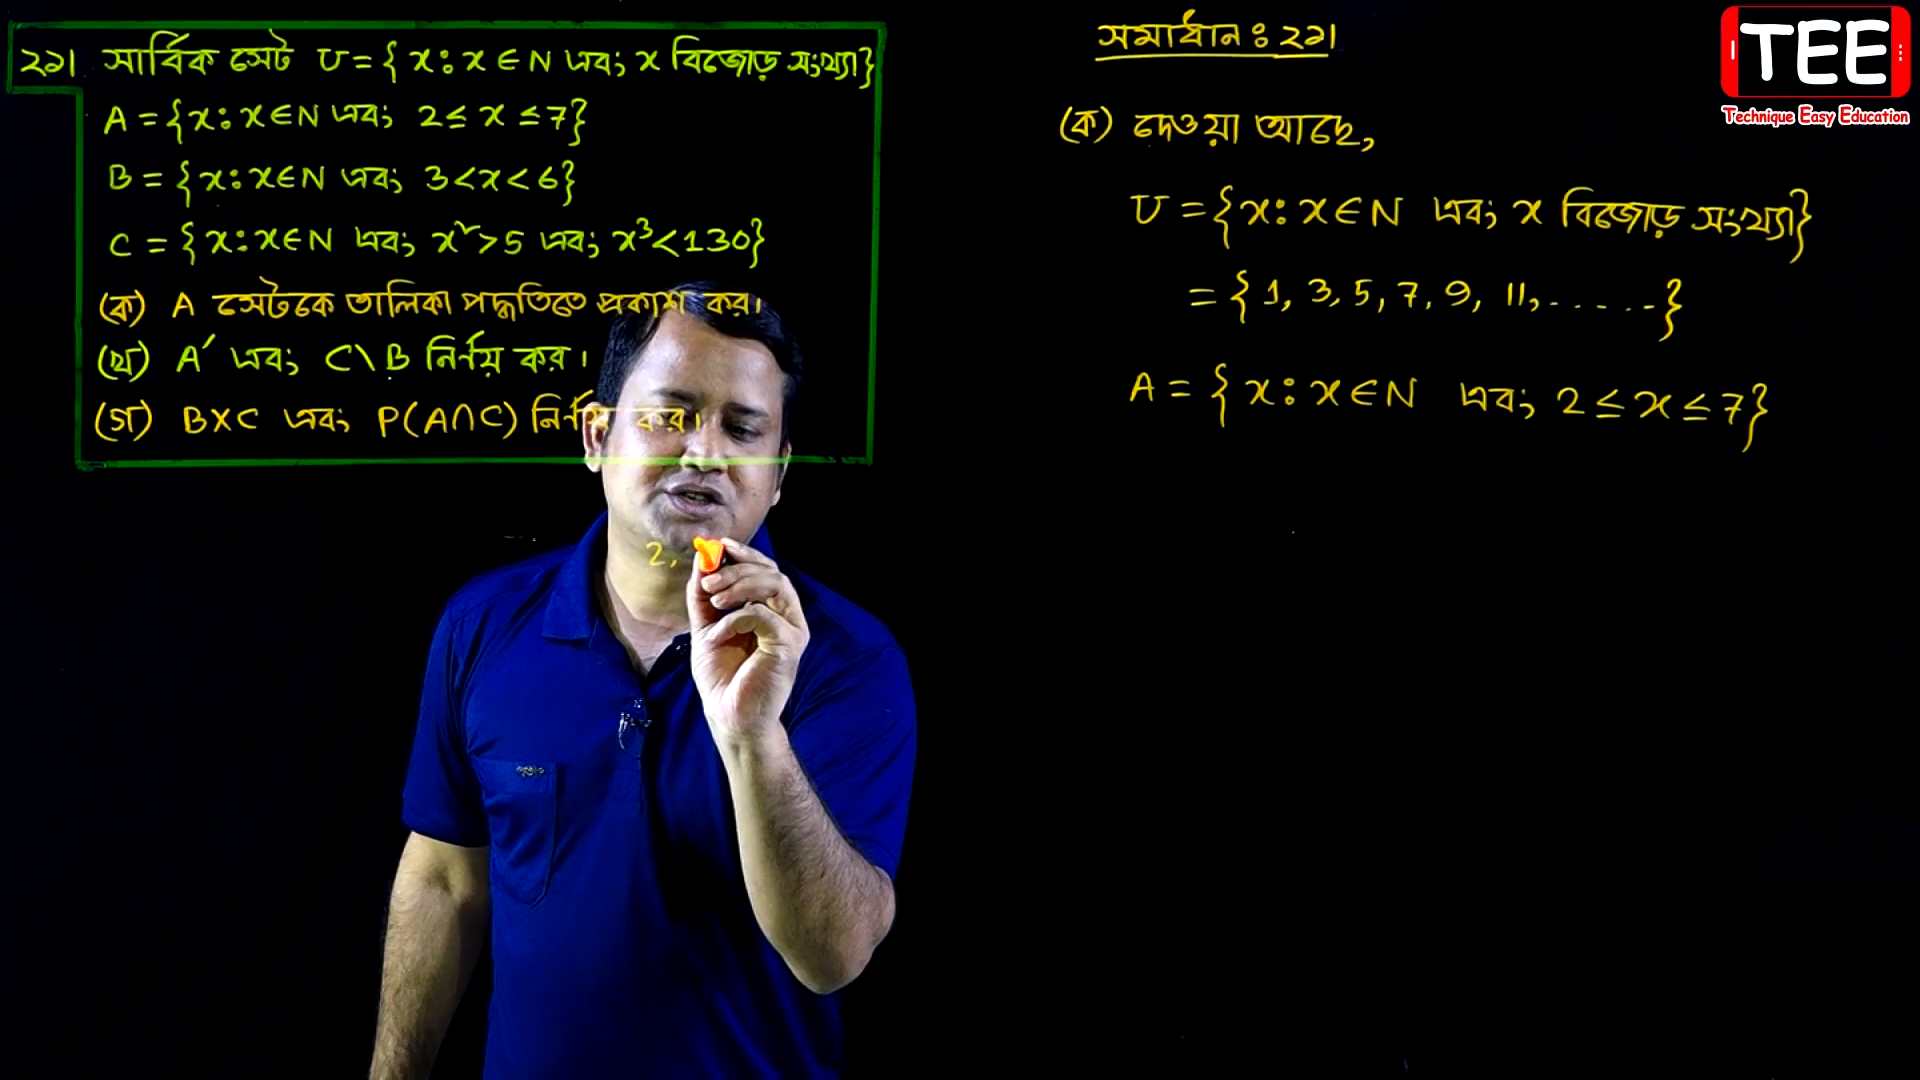 ২১। সার্বিক সেট U = { x : x ∈ N এবং x বিজোড় সংখ্যা}
A = {x : x ∈ N এবং 2 ≤ x ≤ 7}
B = {x : x ∈ N এবং 3 < x < 6}
C = {x : x ∈ N এবং x² > 5 এবং x³ < 130}
(ক) A সেটকে তালিকা পদ্ধতিতে প্রকাশ কর।
(খ) A′ এবং C\B নির্ণয় কর।
(গ) B×C এবং P(A∩C) নির্ণয় কর।
2,
সমাধান : ২১।
(ক) দেওয়া আছে,
U = {x : x ∈ N এবং x বিজোড় সংখ্যা}
= { 1, 3, 5, 7, 9, 11, . . . . . -}
A = { x : x ∈ N এবং 2 ≤ x ≤ 7}
TEE
Technique Easy Education